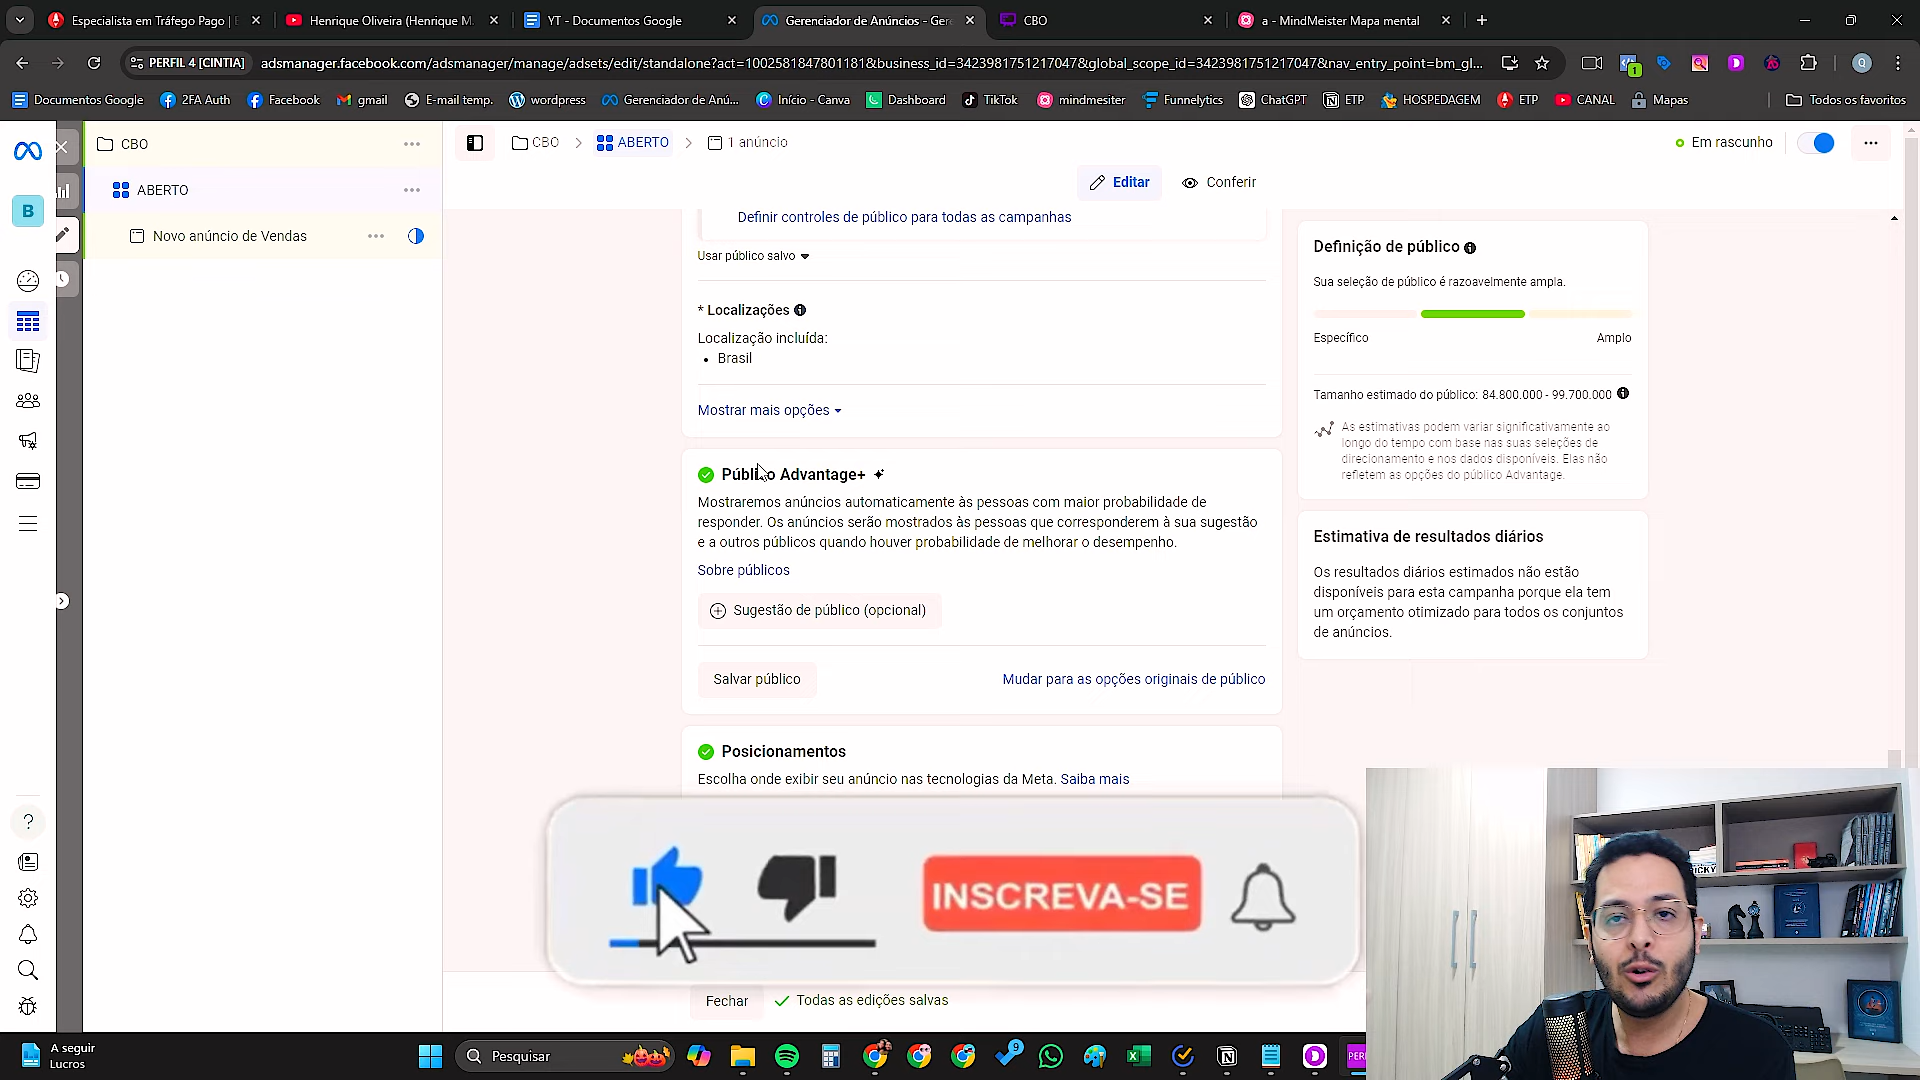 Especialista em Tráfego Pago |
Henrique Oliveira (Henrique M
YT - Documentos Google
Gerenciador de Anúncios - Ger
CBO
a - MindMeister Mapa mental
PERFIL 4 [CINTIA]
adsmanager.facebook.com/adsmanager/manage/adsets/edit/standalone?act=1002581847801181&business_id=3423981751217047&global_scope_id=3423981751217047&nav_entry_point=bm_gl...
1
Q
Documentos Google
2FA Auth
Facebook
gmail
E-mail temp.
wordpress
Gerenciador de Anú...
Início - Canva
Dashboard
TikTok
mindmesiter
Funnelytics
ChatGPT
ETP
HOSPEDAGEM
ETP
CANAL
Mapas
Todos os favoritos
B
CBO
ABERTO
Novo anúncio de Vendas
CBO
ABERTO
1 anúncio
Em rascunho
Editar
Conferir
Definir controles de público para todas as campanhas
Usar público salvo
* Localizações
Localização incluída:
• Brasil
Mostrar mais opções
Público Advantage+
Mostraremos anúncios automaticamente às pessoas com maior probabilidade de
responder. Os anúncios serão mostrados às pessoas que corresponderem à sua sugestão
e a outros públicos quando houver probabilidade de melhorar o desempenho.
Sobre públicos
Sugestão de público (opcional)
Salvar público
Mudar para as opções originais de público
Posicionamentos
Escolha onde exibir seu anúncio nas tecnologias da Meta. Saiba mais
Definição de público
Sua seleção de público é razoavelmente ampla.
Específico
Amplo
Tamanho estimado do público: 84.800.000 - 99.700.000
As estimativas podem variar significativamente ao
longo do tempo com base nas suas seleções de
direcionamento e nos dados disponíveis. Elas não
refletem as opções do público Advantage.
Estimativa de resultados diários
Os resultados diários estimados não estão
disponíveis para esta campanha porque ela tem
um orçamento otimizado para todos os conjuntos
de anúncios.
INSCREVA-SE
Fechar
Todas as edições salvas
A seguir
Lucros
Pesquisar
9